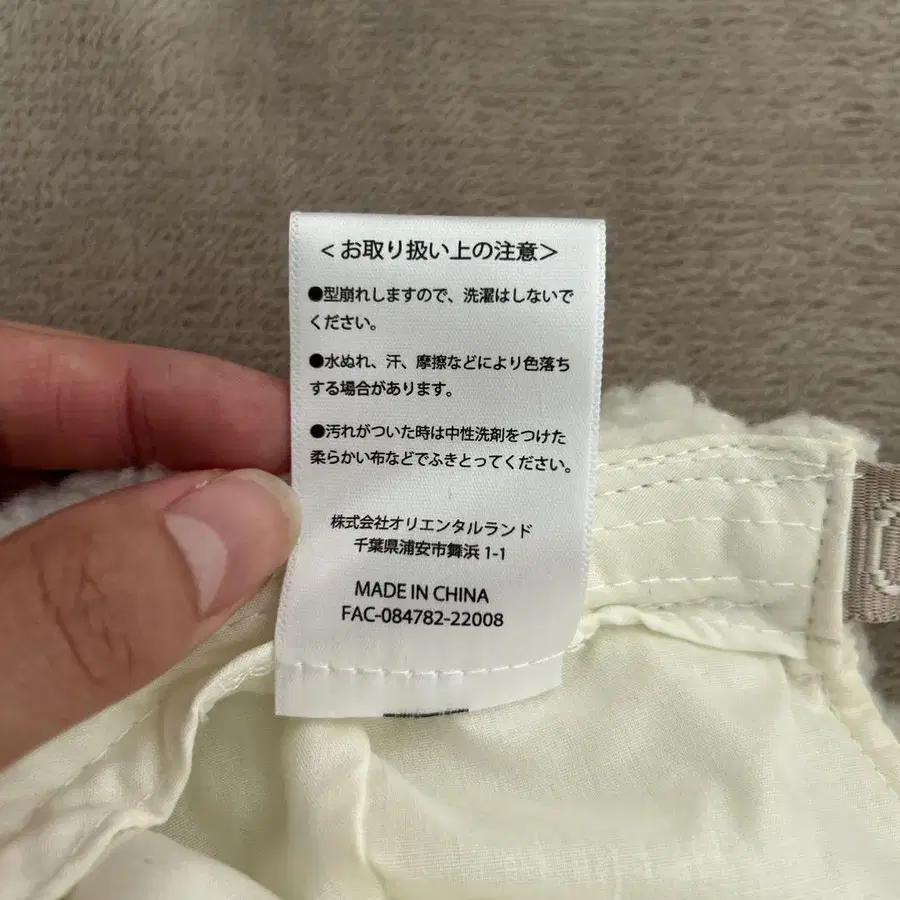 ＜お取り扱い上の注意＞
●型崩れしますので、洗濯はしないで
ください。
●水ぬれ、汗、摩擦などにより色落ち
する場合があります。
●汚れがついた時は中性洗剤をつけた
柔らかい布などでふきとってください。
株式会社オリエンタルランド
千葉県浦安市舞浜 1-1
MADE IN CHINA
FAC-084782-22008